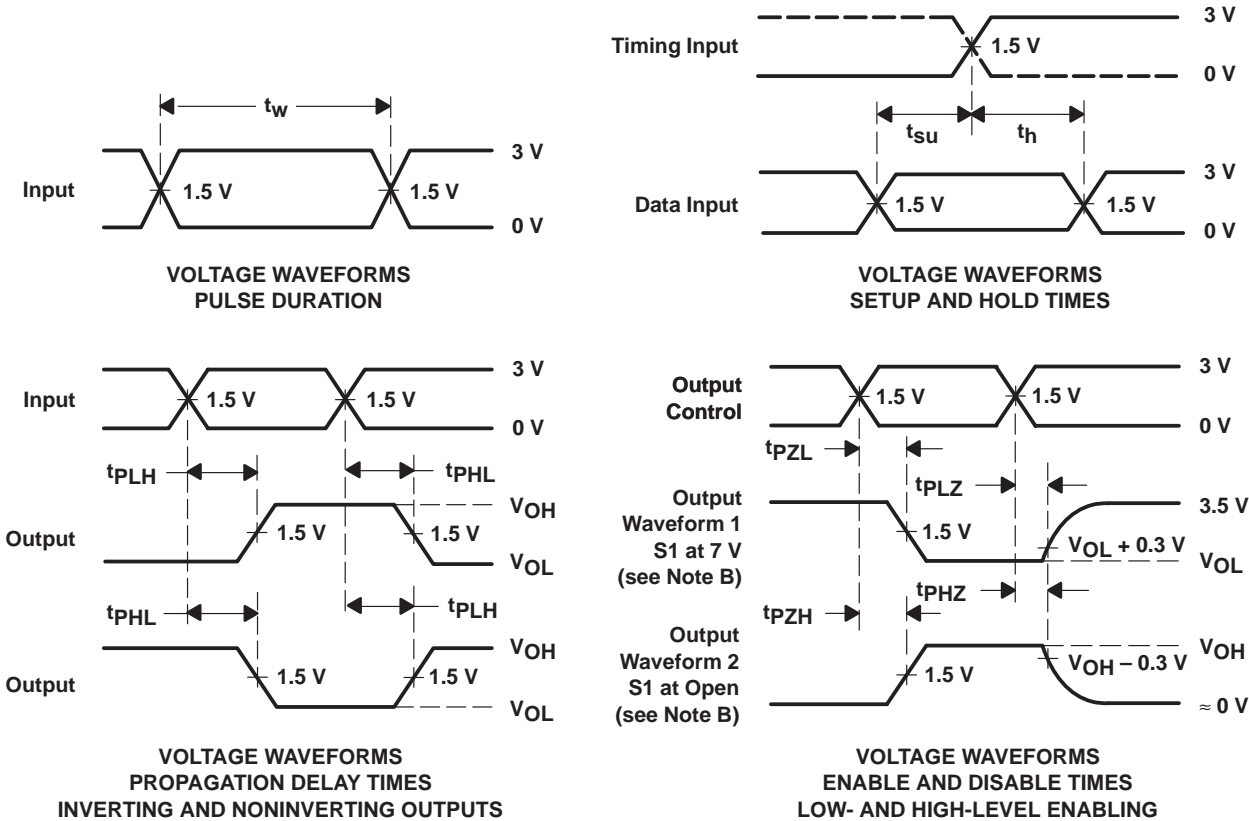 tw
3 V
Input
1.5 V
1.5 V
0 V
VOLTAGE WAVEFORMS
PULSE DURATION
3 V
Timing Input
1.5 V
0 V
tsu
th
3 V
Data Input
1.5 V
1.5 V
0 V
VOLTAGE WAVEFORMS
SETUP AND HOLD TIMES
3 V
Input
1.5 V
1.5 V
0 V
tPLH
tPHL
VOH
Output
1.5 V
1.5 V
VOL
tPHL
tPLH
VOH
Output
1.5 V
1.5 V
VOL
VOLTAGE WAVEFORMS
PROPAGATION DELAY TIMES
INVERTING AND NONINVERTING OUTPUTS
3 V
Output
Control
1.5 V
1.5 V
0 V
tPZL
tPLZ
Output
Waveform 1
S1 at 7 V
(see Note B)
3.5 V
1.5 V
VOL + 0.3 V
VOL
tPHZ
tPZH
Output
Waveform 2
S1 at Open
(see Note B)
VOH
1.5 V
VOH – 0.3 V
≈ 0 V
VOLTAGE WAVEFORMS
ENABLE AND DISABLE TIMES
LOW- AND HIGH-LEVEL ENABLING